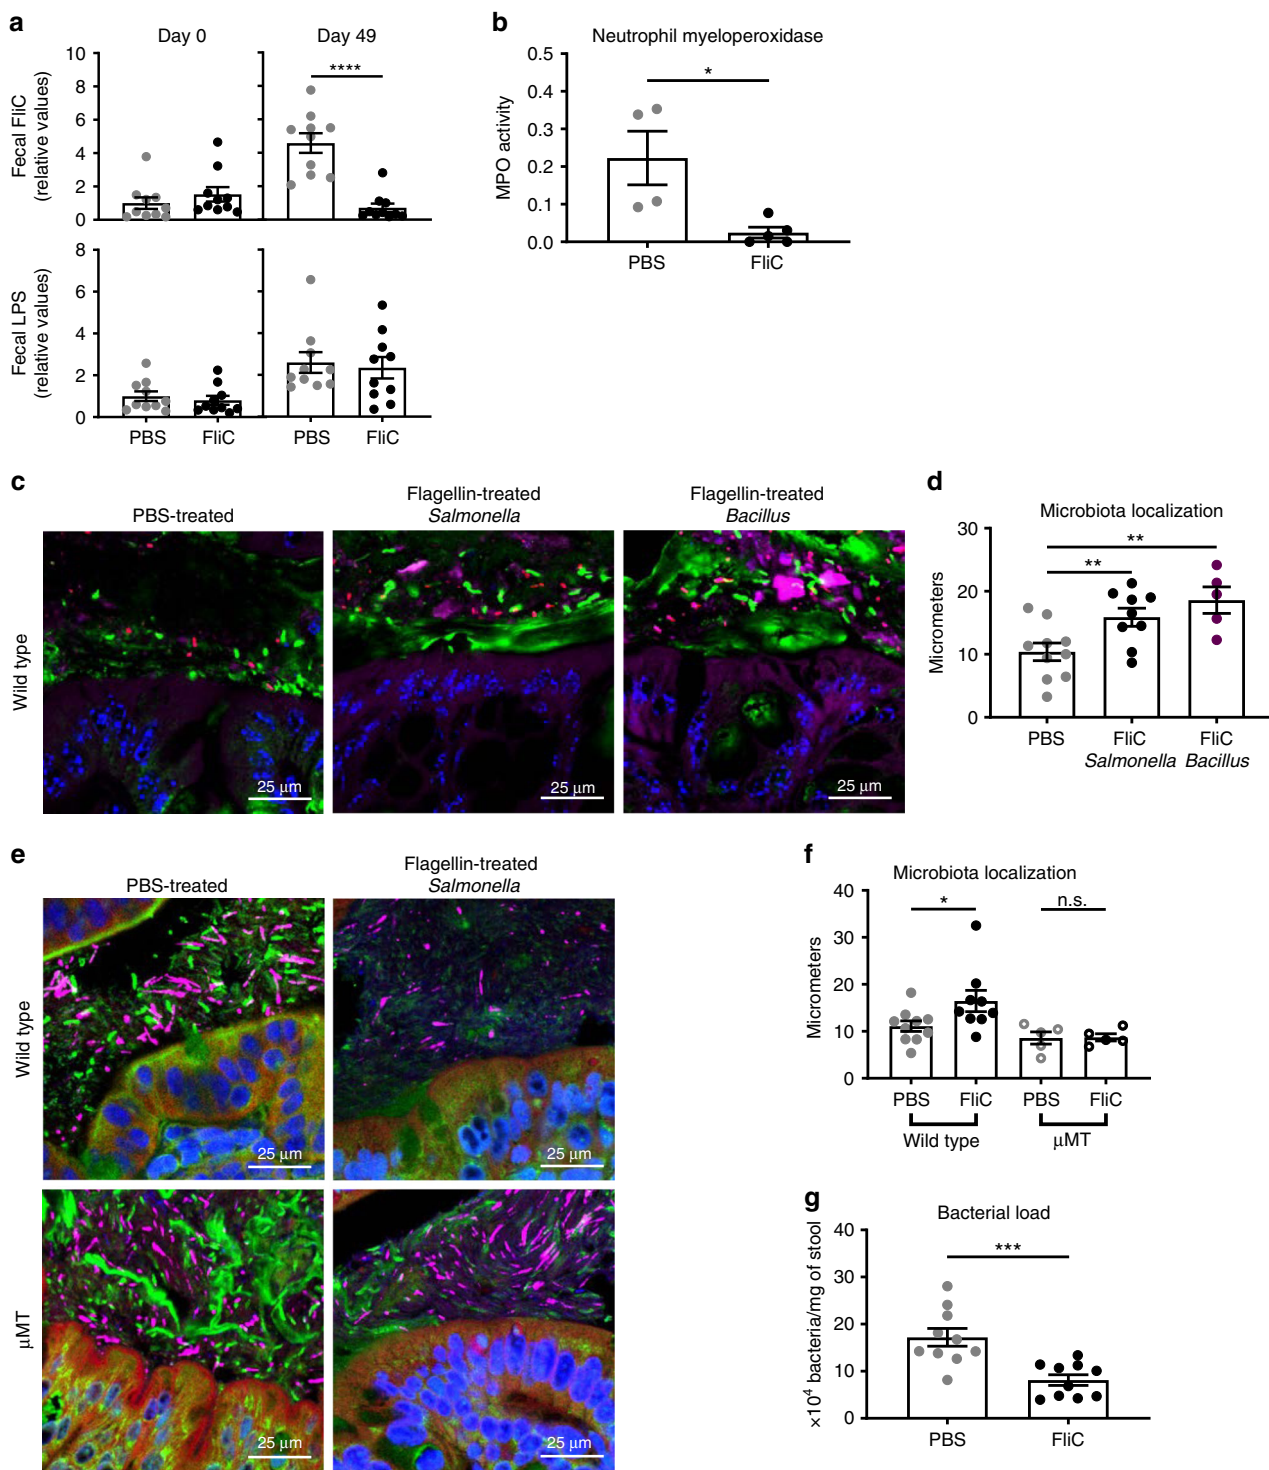 a
Day 0
Day 49
Fecal FliC
(relative values)
10
8
6
4
2
0
****
Fecal LPS
(relative values)
8
6
4
2
0
PBS
FliC
PBS
FliC
b
Neutrophil myeloperoxidase
MPO activity
0.5
0.4
0.3
0.2
0.1
0.0
*
PBS
FliC
c
PBS-treated
Flagellin-treated
Salmonella
Flagellin-treated
Bacillus
Wild type
25 μm
25 μm
25 μm
d
Microbiota localization
Micrometers
30
20
10
0
**
**
PBS
FliC
Salmonella
FliC
Bacillus
e
PBS-treated
Flagellin-treated
Salmonella
Wild type
25 μm
25 μm
μMT
25 μm
25 μm
f
Microbiota localization
Micrometers
40
30
20
10
0
*
n.s.
PBS
FliC
PBS
FliC
Wild type
μMT
g
Bacterial load
×10⁴ bacteria/mg of stool
40
30
20
10
0
***
PBS
FliC